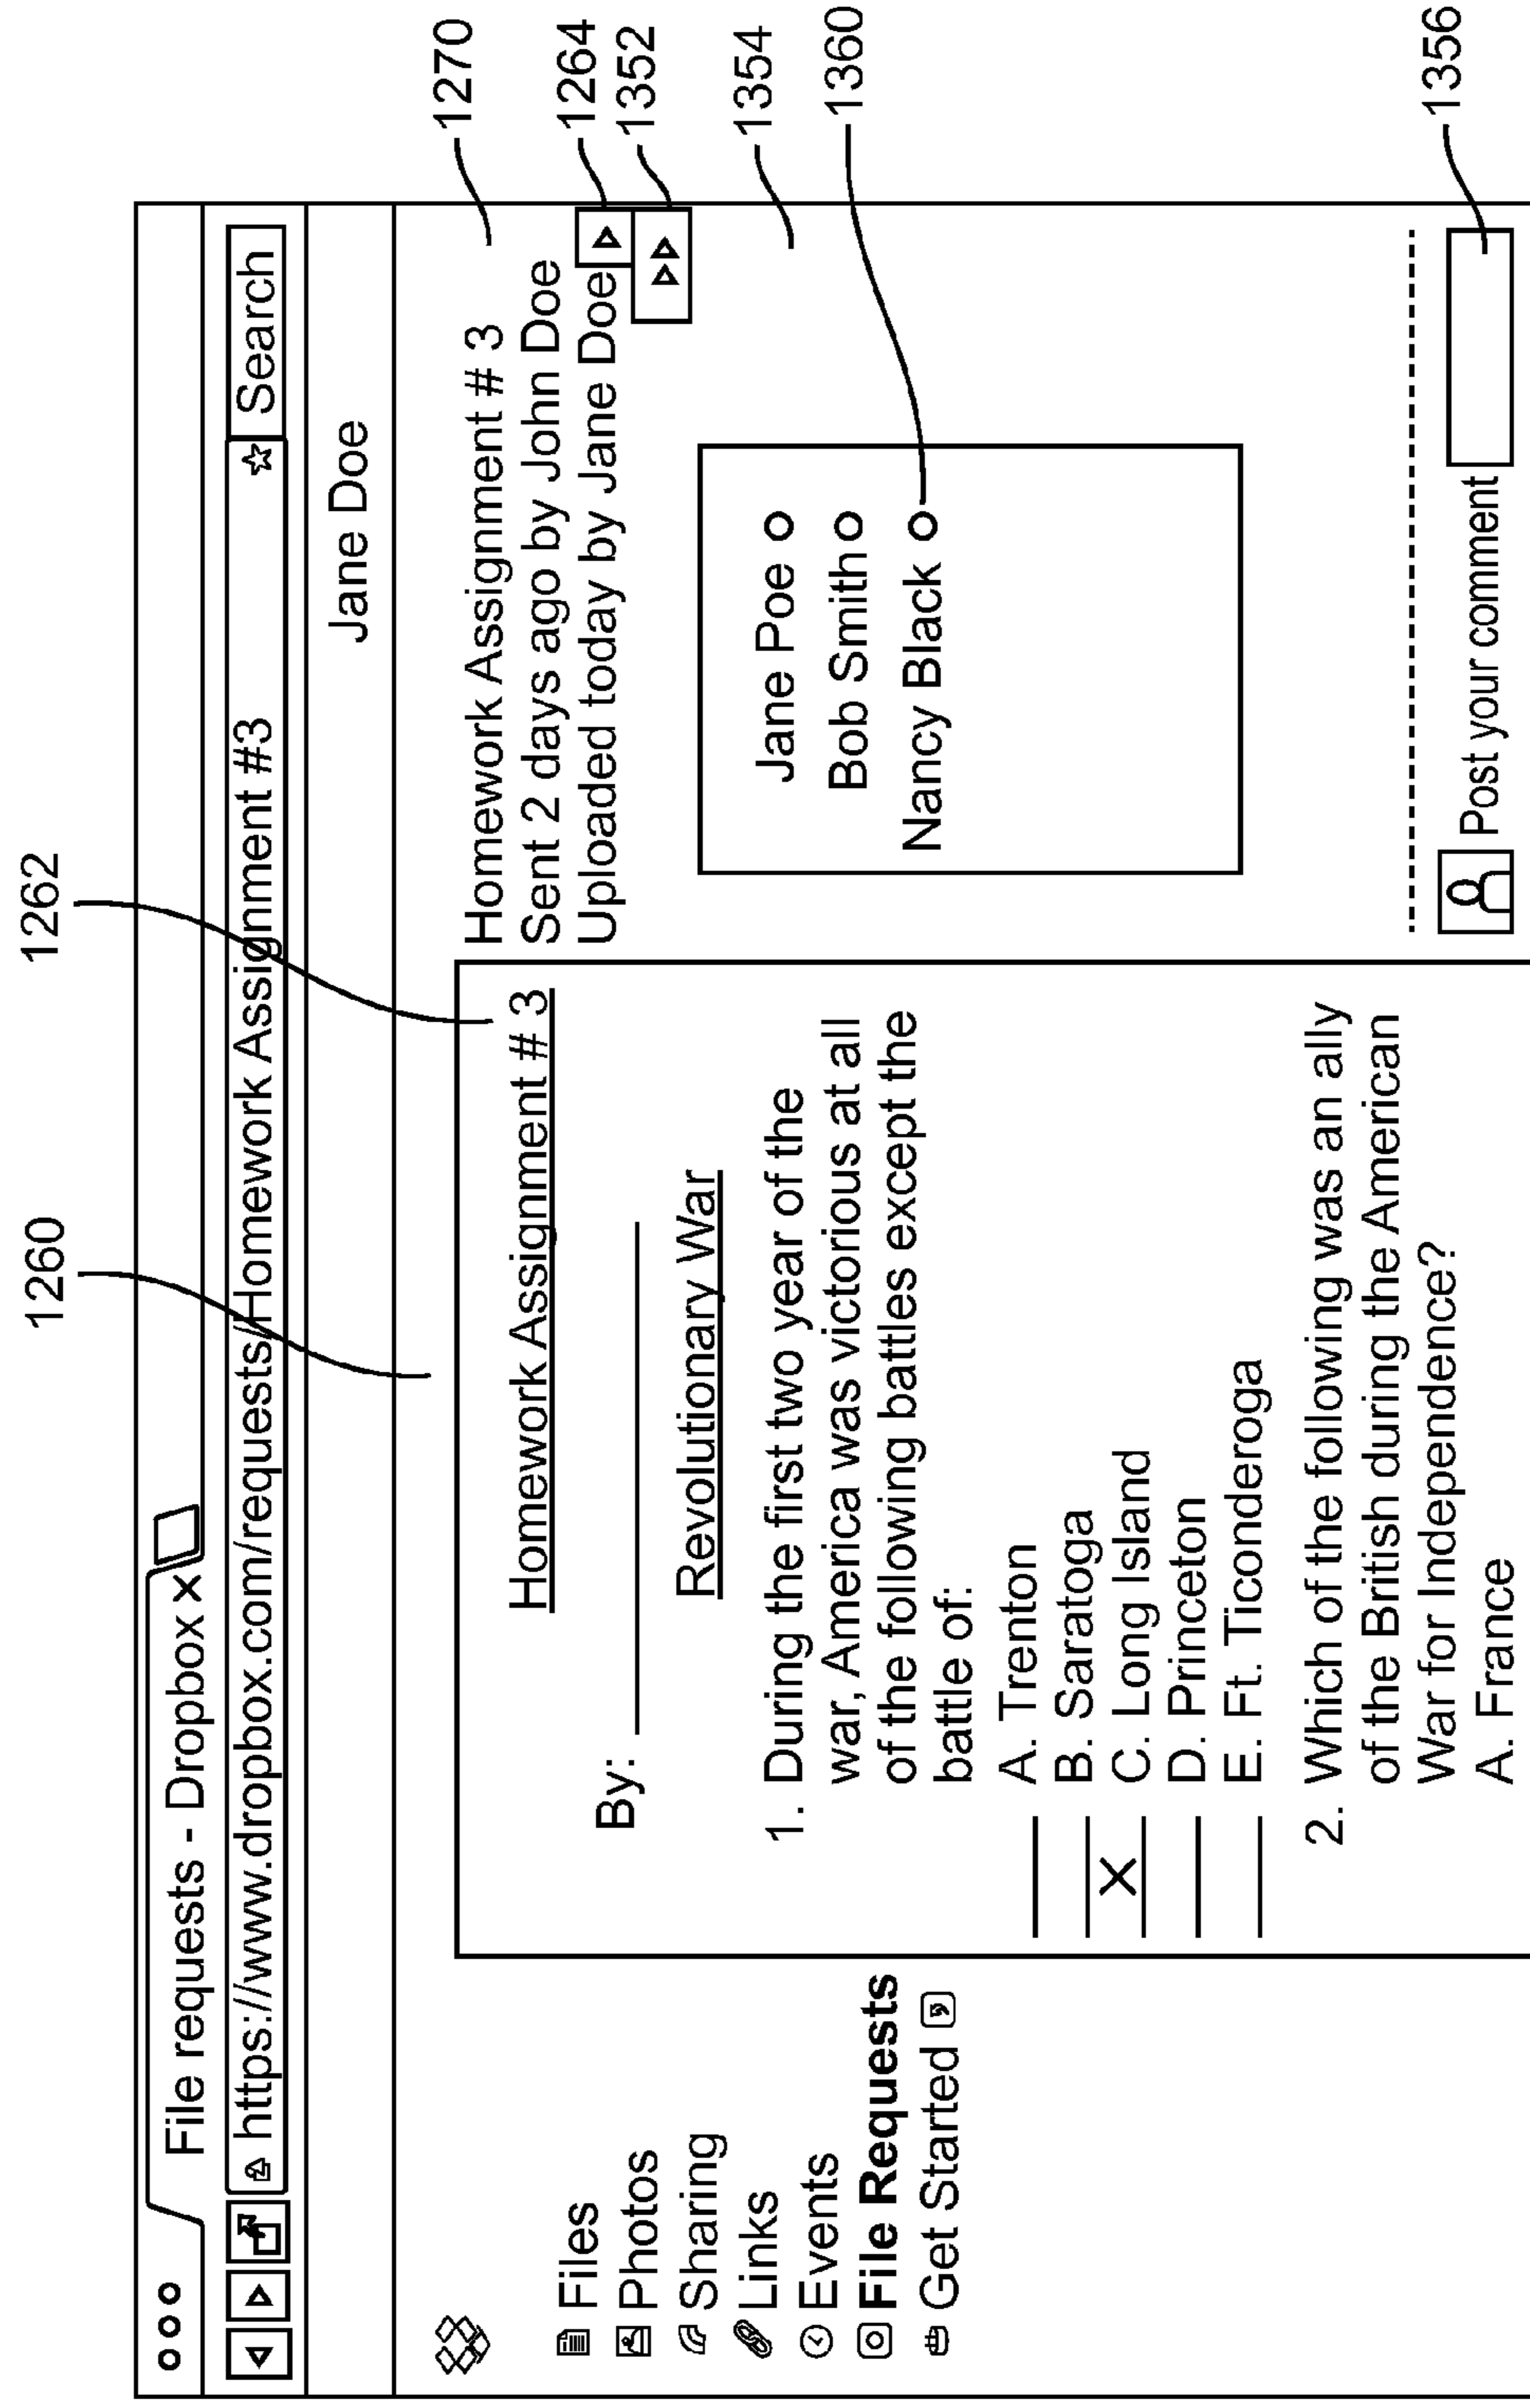 1260
1262
File requests - Dropbox X
https://www.dropbox.com/requests/Homework Assignment #3
Search
Jane Doe
Files
Photos
Sharing
Links
Events
File Requests
Get Started
Homework Assignment # 3
By:
Revolutionary War
1. During the first two year of the
war, America was victorious at all
of the following battles except the
battle of:
A. Trenton
B. Saratoga
X C. Long Island
D. Princeton
E. Ft. Ticonderoga
2. Which of the following was an ally
of the British during the American
War for Independence?
A. France
Homework Assignment # 3
Sent 2 days ago by John Doe
Uploaded today by Jane Doe
Jane Poe
Bob Smith
Nancy Black
Post your comment
1270
1264
1352
1354
1360
1356